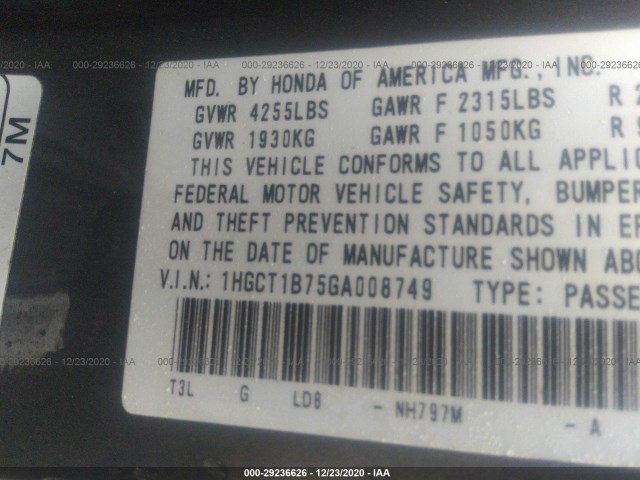 000-29236626 - 12/23/2020 - IAA
MFD. BY HONDA OF AMERICA MFG., INC.
GVWR 4255LBS GAWR F 2315LBS R 2
GVWR 1930KG GAWR F 1050KG R
THIS VEHICLE CONFORMS TO ALL APPLIC
FEDERAL MOTOR VEHICLE SAFETY, BUMPER
AND THEFT PREVENTION STANDARDS IN EF
ON THE DATE OF MANUFACTURE SHOWN ABO
V.I.N.: 1HGCT1B75GA008749 TYPE: PASSE
T3L G LD8 - NH797M - A
7M
000-29236626 - 12/23/2020 - IAA